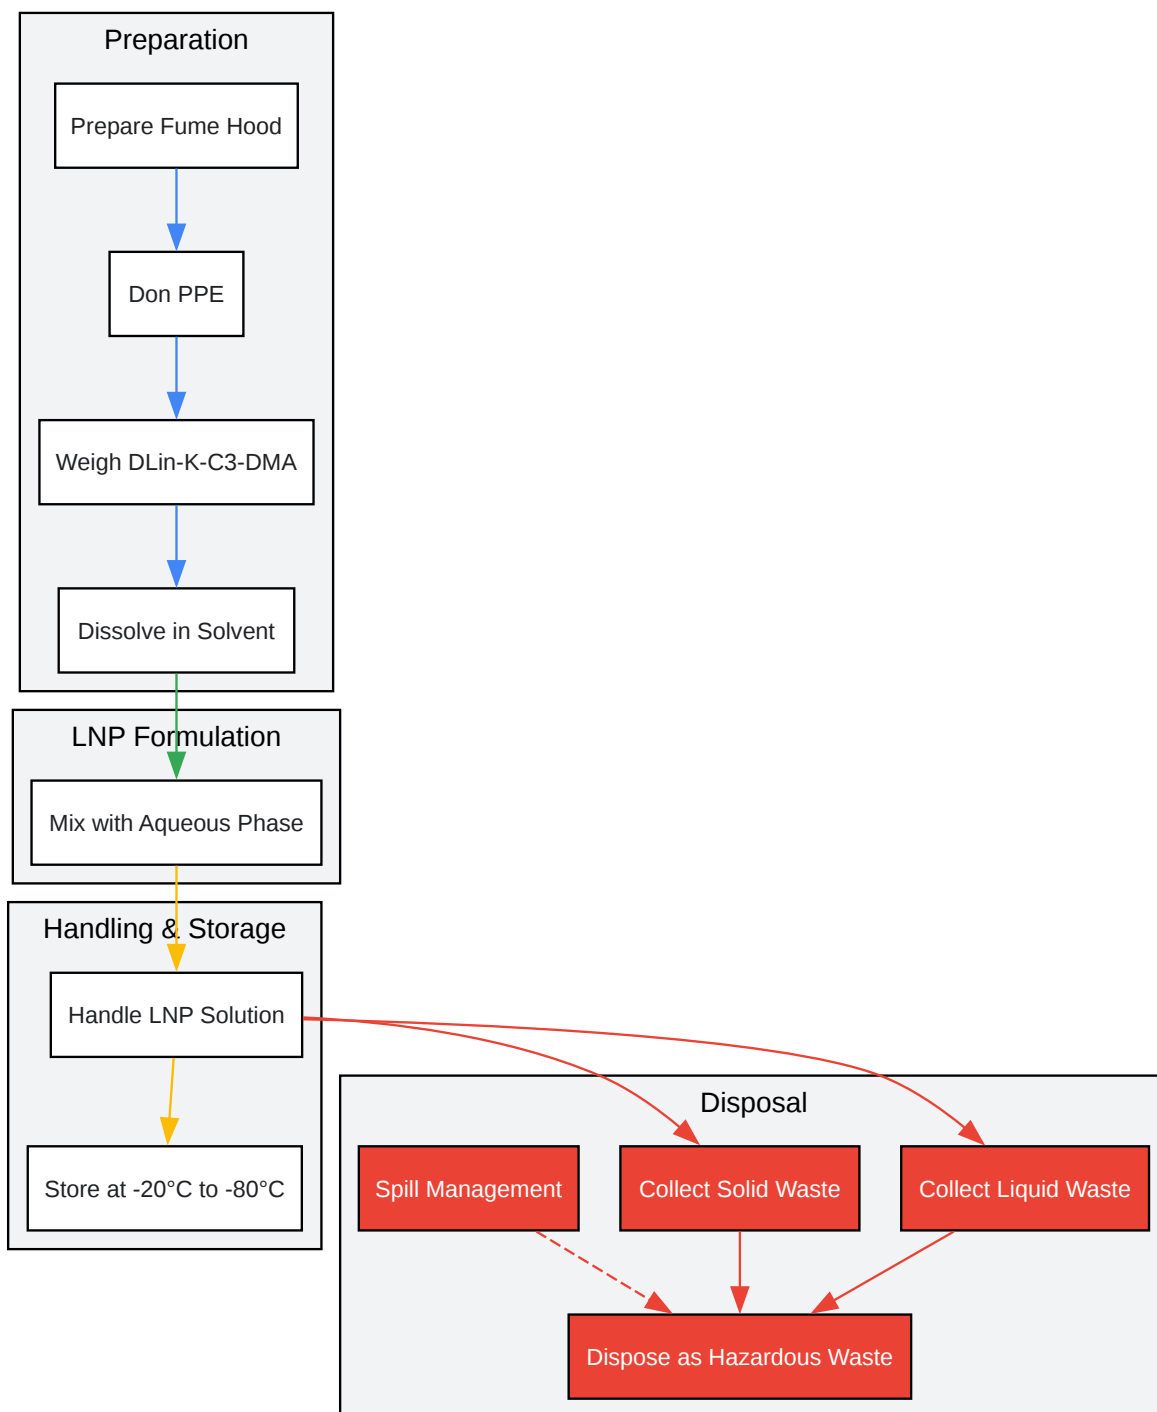 Preparation
Prepare Fume Hood
Don PPE
Weigh DLin-K-C3-DMA
Dissolve in Solvent
LNP Formulation
Mix with Aqueous Phase
Handling & Storage
Handle LNP Solution
Store at -20°C to -80°C
Disposal
Spill Management
Collect Solid Waste
Collect Liquid Waste
Dispose as Hazardous Waste